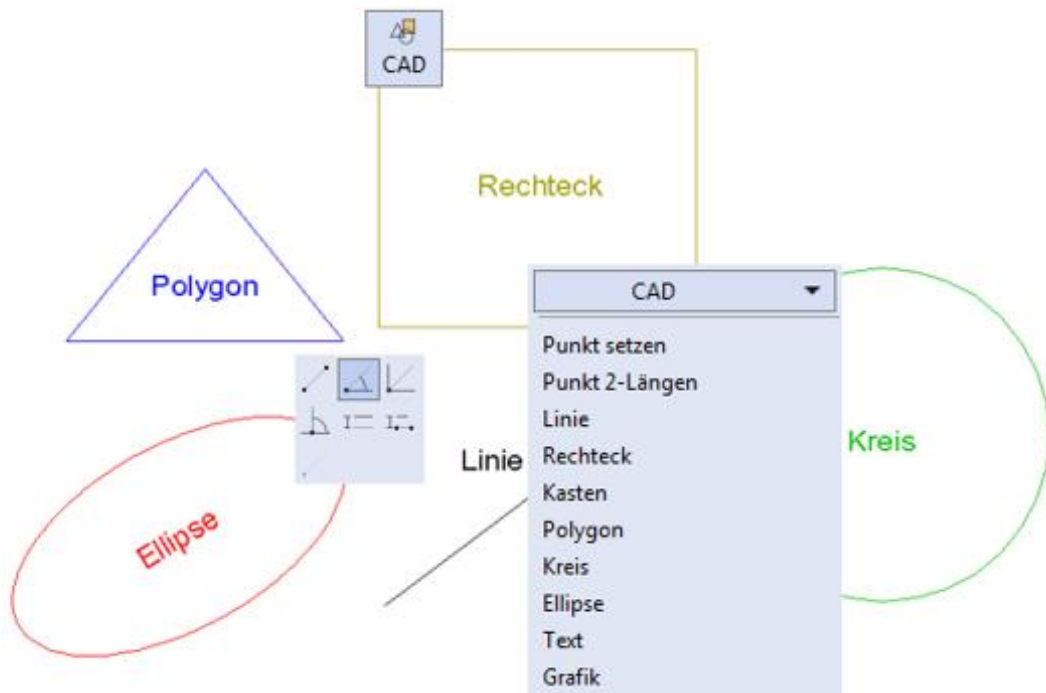 CAD
Rechteck
Polygon
CAD
Punkt setzen
Punkt 2-Längen
Linie
Rechteck
Kasten
Polygon
Kreis
Ellipse
Text
Grafik
Kreis
Linie
Ellipse